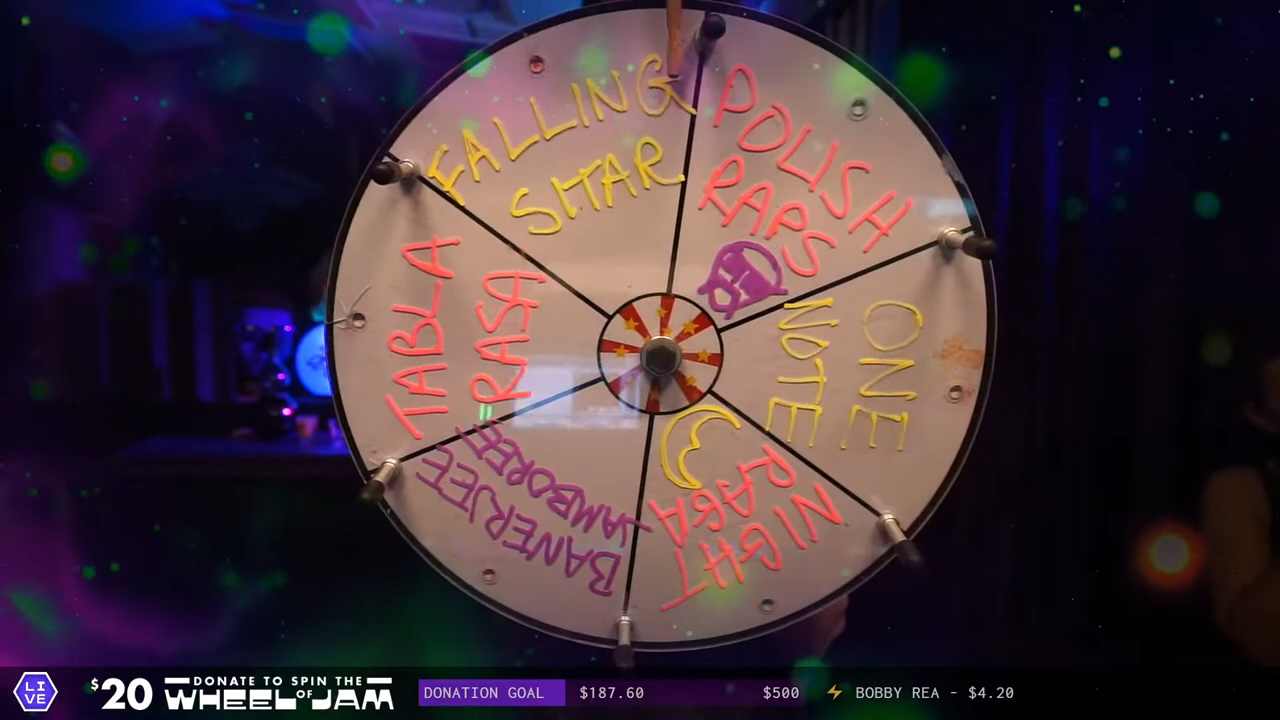 FALLING
SITAR
POLISH
RAPS
ONE
NOTE
NIGHT
RAGA
BANERJEE
JAMBOREE
TABLA
RASA
LIVE
$20 DONATE TO SPIN THE
WHEEL OF JAM
DONATION GOAL $187.60 $500
BOBBY REA - $4.20